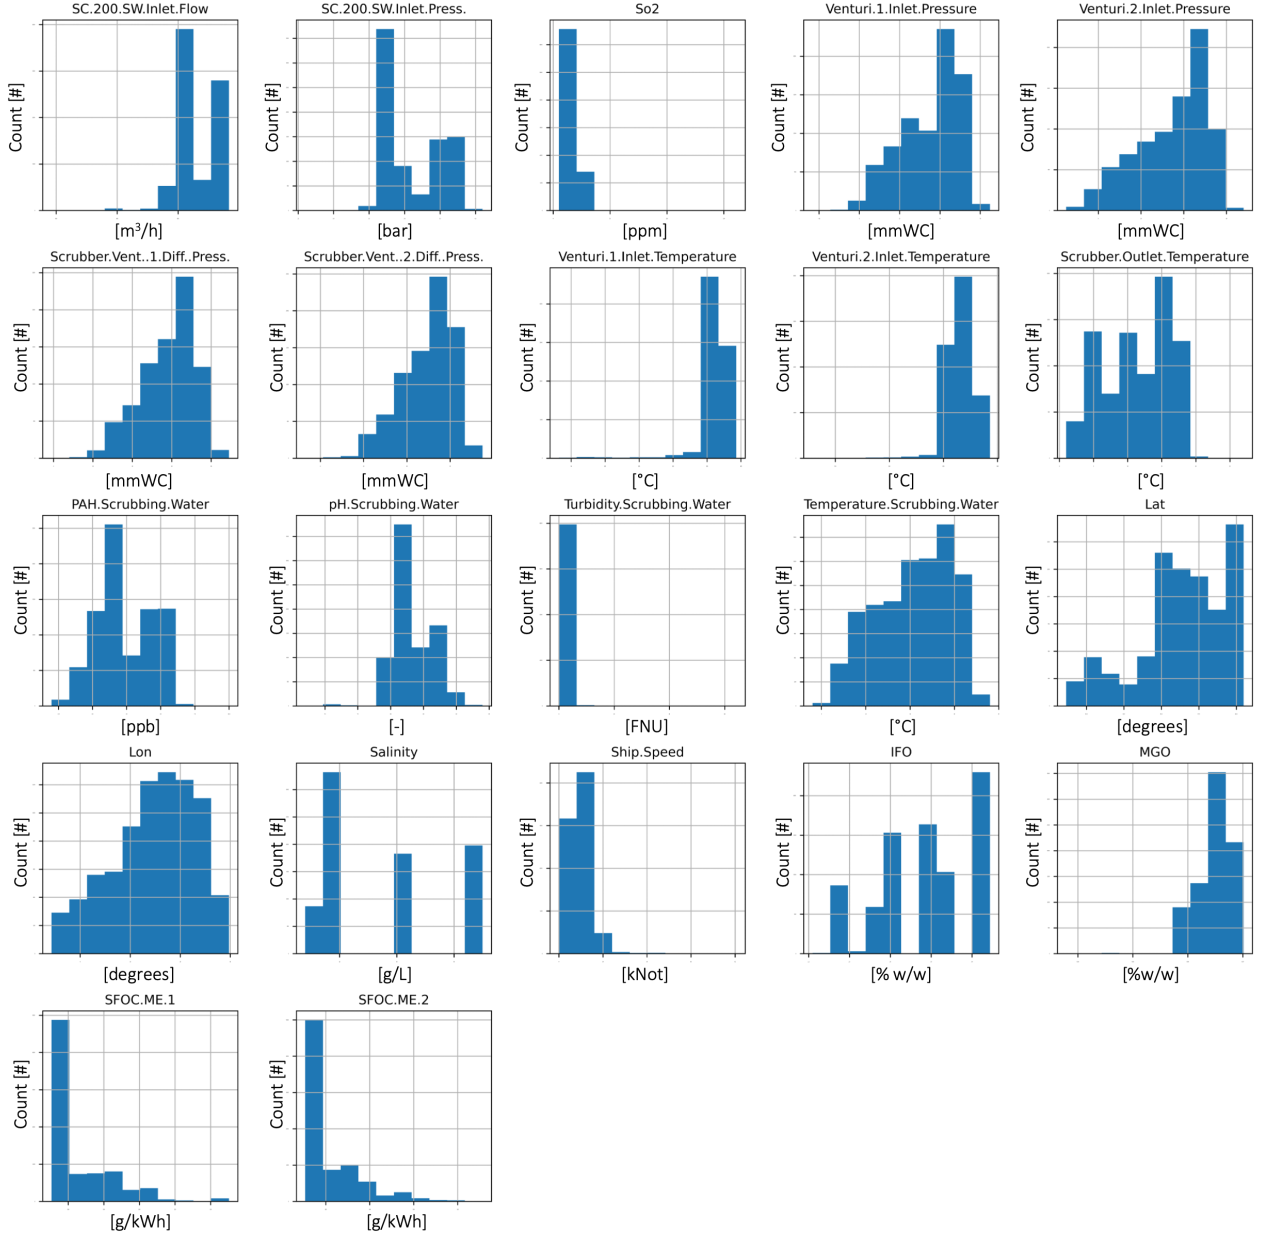 SC.200.SW.Inlet.Flow
Count [#]
[m³/h]
SC.200.SW.Inlet.Press.
Count [#]
[bar]
So2
Count [#]
[ppm]
Venturi.1.Inlet.Pressure
Count [#]
[mmWC]
Venturi.2.Inlet.Pressure
Count [#]
[mmWC]
Scrubber.Vent..1.Diff..Press.
Count [#]
[mmWC]
Scrubber.Vent..2.Diff..Press.
Count [#]
[mmWC]
Venturi.1.Inlet.Temperature
Count [#]
[°C]
Venturi.2.Inlet.Temperature
Count [#]
[°C]
Scrubber.Outlet.Temperature
Count [#]
[°C]
PAH.Scrubbing.Water
Count [#]
[ppb]
pH.Scrubbing.Water
Count [#]
[-]
Turbidity.Scrubbing.Water
Count [#]
[FNU]
Temperature.Scrubbing.Water
Count [#]
[°C]
Lat
Count [#]
[degrees]
Lon
Count [#]
[degrees]
Salinity
Count [#]
[g/L]
Ship.Speed
Count [#]
[kNot]
IFO
Count [#]
[% w/w]
MGO
Count [#]
[%w/w]
SFOC.ME.1
Count [#]
[g/kWh]
SFOC.ME.2
Count [#]
[g/kWh]